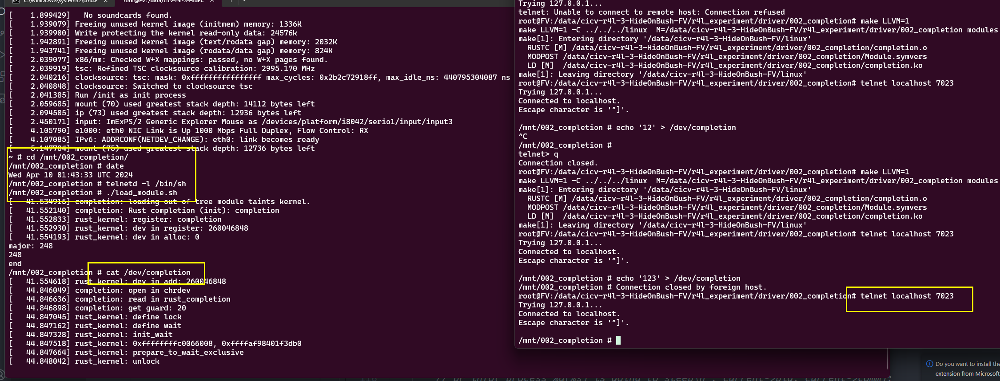 C:\WINDOWS\system32\cmd.e
root@FV: /data/cicv-r4l-3-HideC
[    1.899429]   No soundcards found.
[    1.939079] Freeing unused kernel image (initmem) memory: 1336K
[    1.939900] Write protecting the kernel read-only data: 24576k
[    1.942891] Freeing unused kernel image (text/rodata gap) memory: 2032K
[    1.943741] Freeing unused kernel image (rodata/data gap) memory: 824K
[    2.039077] x86/mm: Checked W+X mappings: passed, no W+X pages found.
[    2.039919] tsc: Refined TSC clocksource calibration: 2995.170 MHz
[    2.040216] clocksource: tsc: mask: 0xffffffffffffffff max_cycles: 0x2b2c72918ff, max_idle_ns: 440795304087 ns
[    2.040848] clocksource: Switched to clocksource tsc
[    2.041385] Run /init as init process
[    2.059685] mount (70) used greatest stack depth: 14112 bytes left
[    2.094505] ip (73) used greatest stack depth: 12936 bytes left
[    2.450171] input: ImExPS/2 Generic Explorer Mouse as /devices/platform/i8042/serio1/input/input3
[    4.105790] e1000: eth0 NIC Link is Up 1000 Mbps Full Duplex, Flow Control: RX
[    4.107085] IPv6: ADDRCONF(NETDEV_CHANGE): eth0: link becomes ready
[    5.147784] mount (75) used greatest stack depth: 12736 bytes left
~ # cd /mnt/002_completion/
/mnt/002_completion # date
Wed Apr 10 01:43:33 UTC 2024
/mnt/002_completion # telnetd -l /bin/sh
/mnt/002_completion # ./load_module.sh
[   41.534915] completion: loading out-of-tree module taints kernel.
[   41.552140] completion: Rust completion (init): completion
[   41.552833] rust_kernel: register: completion
[   41.552930] rust_kernel: dev in register: 260046848
[   41.554193] rust_kernel: dev in alloc: 0
major: 248
248
end
/mnt/002_completion # cat /dev/completion
[   41.554618] rust_kernel: dev in add: 260046848
[   44.846049] completion: open in chrdev
[   44.846636] completion: read in rust_completion
[   44.846898] completion: get guard: 20
[   44.847045] rust_kernel: define lock
[   44.847162] rust_kernel: define wait
[   44.847328] rust_kernel: init_wait
[   44.847518] rust_kernel: 0xffffffffc0066008, 0xffffaf98401f3db0
[   44.847664] rust_kernel: prepare_to_wait_exclusive
[   44.848042] rust_kernel: unlock
Trying 127.0.0.1...
telnet: Unable to connect to remote host: Connection refused
root@FV:/data/cicv-r4l-3-HideOnBush-FV/r4l_experiment/driver/002_completion# make LLVM=1
make LLVM=1 -C ../../../linux  M=/data/cicv-r4l-3-HideOnBush-FV/r4l_experiment/driver/002_completion modules
make[1]: Entering directory '/data/cicv-r4l-3-HideOnBush-FV/linux'
  RUSTC [M] /data/cicv-r4l-3-HideOnBush-FV/r4l_experiment/driver/002_completion/completion.o
  MODPOST /data/cicv-r4l-3-HideOnBush-FV/r4l_experiment/driver/002_completion/Module.symvers
  LD [M]  /data/cicv-r4l-3-HideOnBush-FV/r4l_experiment/driver/002_completion/completion.ko
make[1]: Leaving directory '/data/cicv-r4l-3-HideOnBush-FV/linux'
root@FV:/data/cicv-r4l-3-HideOnBush-FV/r4l_experiment/driver/002_completion# telnet localhost 7023
Trying 127.0.0.1...
Connected to localhost.
Escape character is '^]'.
/mnt/002_completion # echo '12' > /dev/completion
^C
/mnt/002_completion #
telnet> q
Connection closed.
root@FV:/data/cicv-r4l-3-HideOnBush-FV/r4l_experiment/driver/002_completion# make LLVM=1
make LLVM=1 -C ../../../linux  M=/data/cicv-r4l-3-HideOnBush-FV/r4l_experiment/driver/002_completion modules
make[1]: Entering directory '/data/cicv-r4l-3-HideOnBush-FV/linux'
  RUSTC [M] /data/cicv-r4l-3-HideOnBush-FV/r4l_experiment/driver/002_completion/completion.o
  MODPOST /data/cicv-r4l-3-HideOnBush-FV/r4l_experiment/driver/002_completion/Module.symvers
  LD [M]  /data/cicv-r4l-3-HideOnBush-FV/r4l_experiment/driver/002_completion/completion.ko
make[1]: Leaving directory '/data/cicv-r4l-3-HideOnBush-FV/linux'
root@FV:/data/cicv-r4l-3-HideOnBush-FV/r4l_experiment/driver/002_completion# telnet localhost 7023
Trying 127.0.0.1...
Connected to localhost.
Escape character is '^]'.
/mnt/002_completion # echo '123' > /dev/completion
/mnt/002_completion # Connection closed by foreign host.
root@FV:/data/cicv-r4l-3-HideOnBush-FV/r4l_experiment/driver/002_completion# telnet localhost 7023
Trying 127.0.0.1...
Connected to localhost.
Escape character is '^]'.
/mnt/002_completion #
Do you want to install the
extension from Microsoft